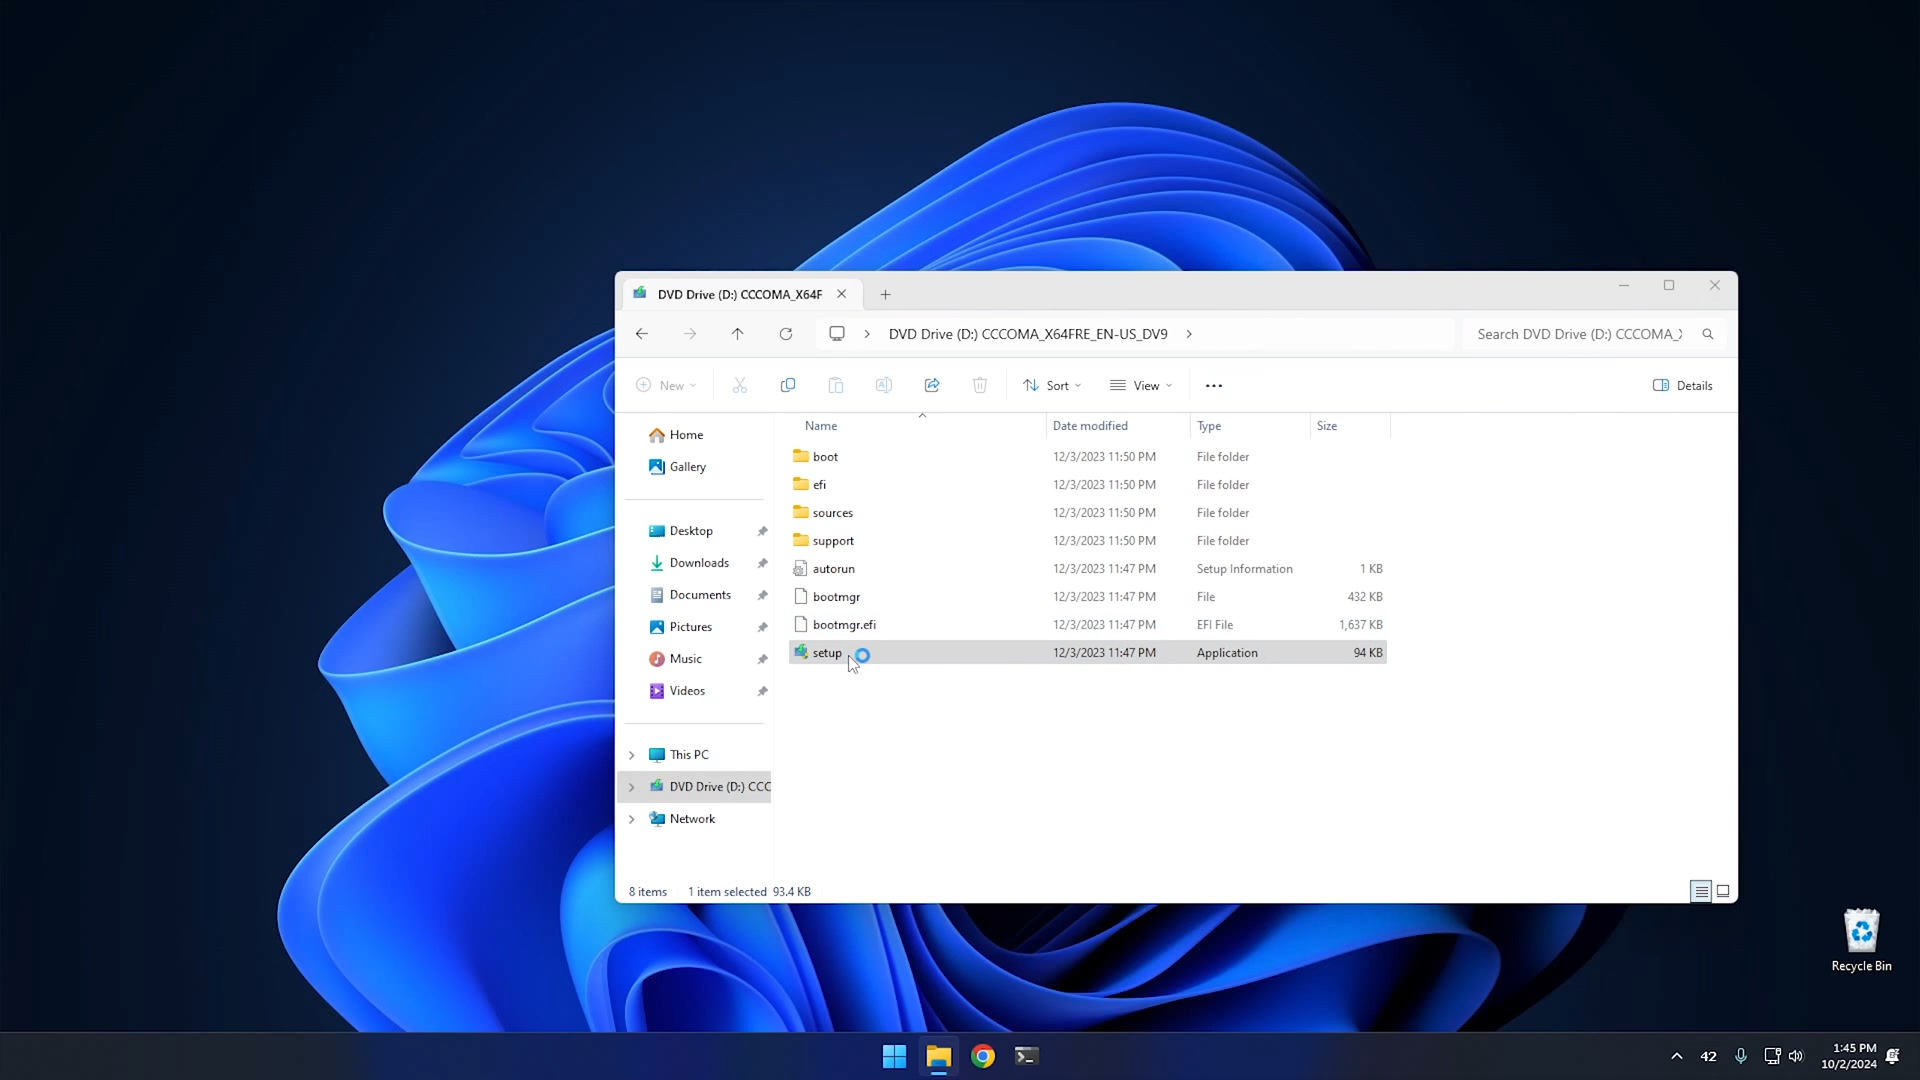 DVD Drive (D:) CCCOMA_X64F
DVD Drive (D:) CCCOMA_X64FRE_EN-US_DV9
Search DVD Drive (D:) CCCOMA_
New
Sort
View
Details
Name Date modified Type Size
Home
Gallery
Desktop
Downloads
Documents
Pictures
Music
Videos
This PC
DVD Drive (D:) CCC
Network
boot 12/3/2023 11:50 PM File folder
efi 12/3/2023 11:50 PM File folder
sources 12/3/2023 11:50 PM File folder
support 12/3/2023 11:50 PM File folder
autorun 12/3/2023 11:47 PM Setup Information 1 KB
bootmgr 12/3/2023 11:47 PM File 432 KB
bootmgr.efi 12/3/2023 11:47 PM EFI File 1,637 KB
setup 12/3/2023 11:47 PM Application 94 KB
8 items 1 item selected 93.4 KB
Recycle Bin
42
1:45 PM
10/2/2024